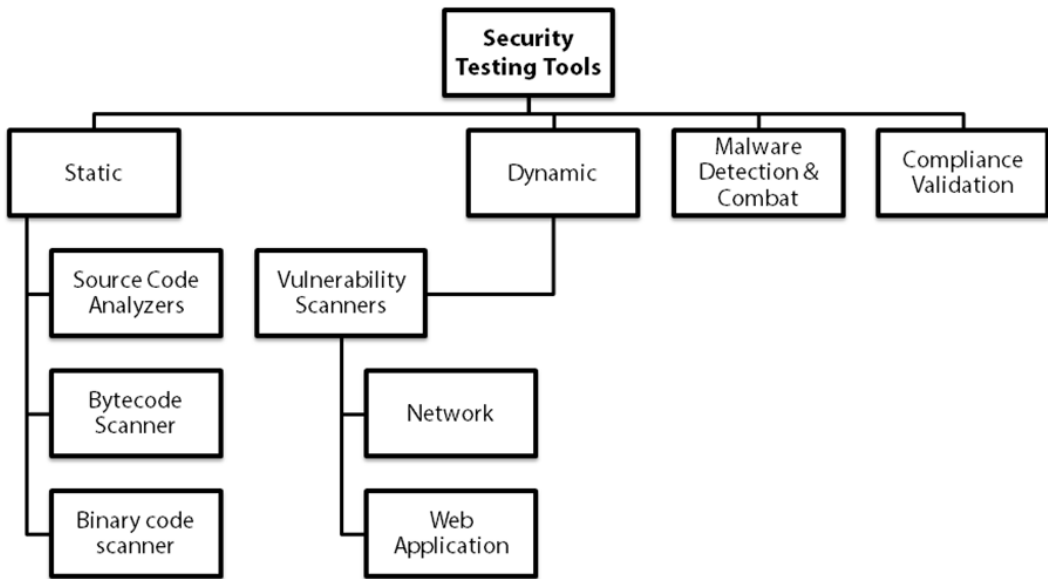 Security
Testing Tools
Static
Dynamic
Malware
Detection &
Combat
Compliance
Validation
Source Code
Analyzers
Vulnerability
Scanners
Bytecode
Scanner
Network
Binary code
scanner
Web
Application